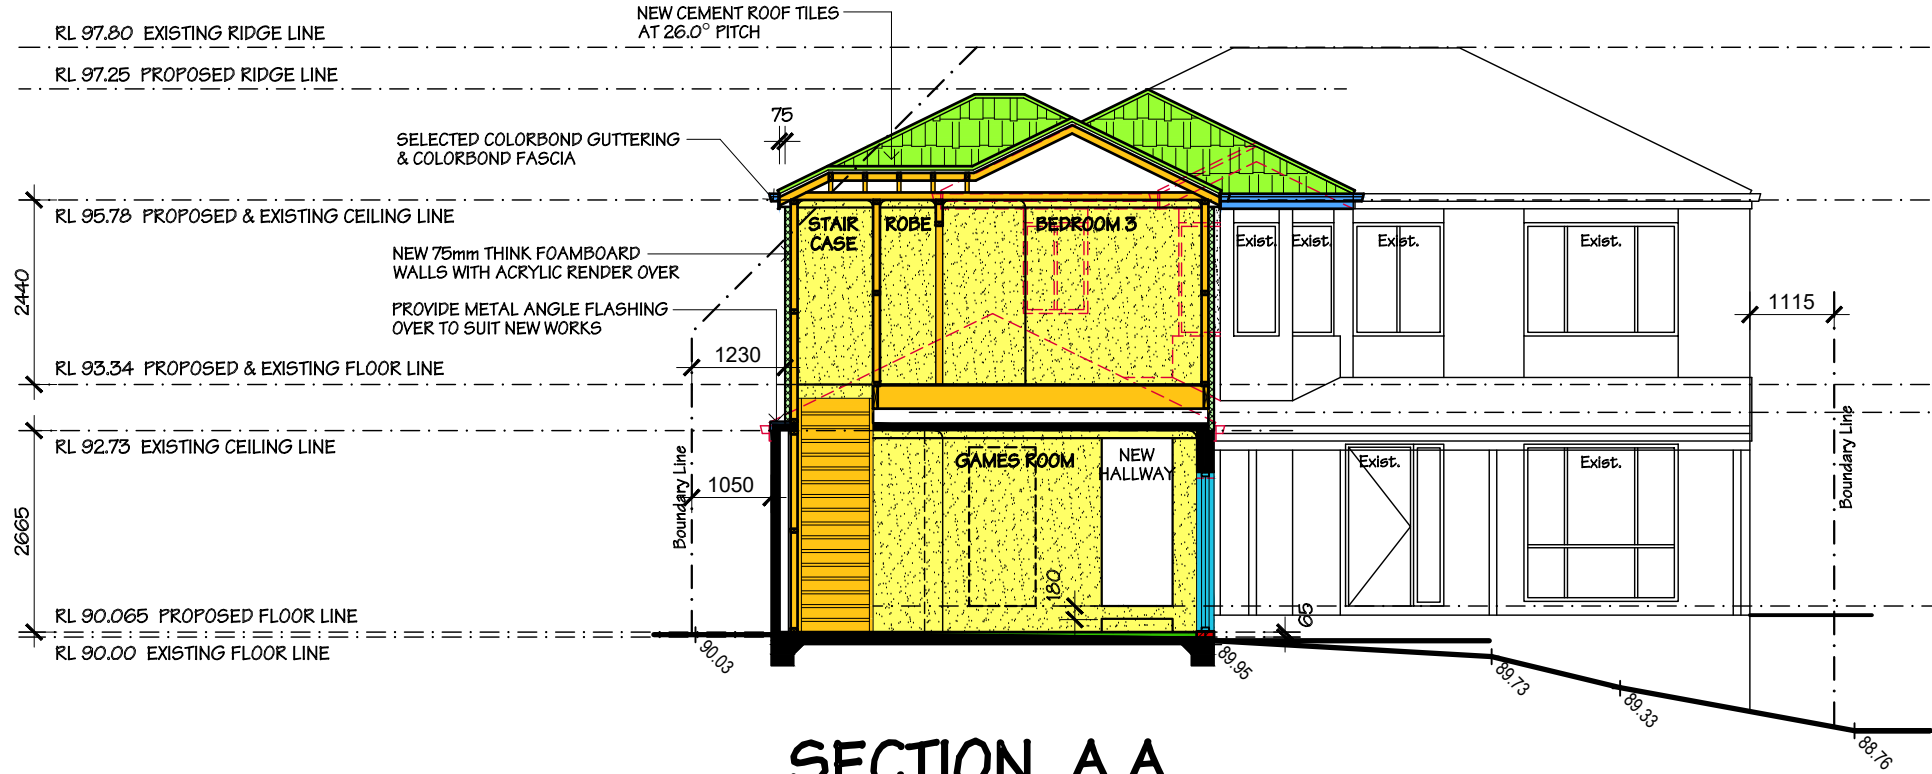 NEW CEMENT ROOF TILES
AT 26.0° PITCH
RL 97.80 EXISTING RIDGE LINE
RL 97.25 PROPOSED RIDGE LINE
75
SELECTED COLORBOND GUTTERING
& COLORBOND FASCIA
RL 95.78 PROPOSED & EXISTING CEILING LINE
STAIR
CASE
ROBE
BEDROOM 3
Exist.
Exist.
Exist.
Exist.
NEW 75mm THINK FOAMBOARD
WALLS WITH ACRYLIC RENDER OVER
2440
PROVIDE METAL ANGLE FLASHING
OVER TO SUIT NEW WORKS
1115
1230
RL 93.34 PROPOSED & EXISTING FLOOR LINE
RL 92.73 EXISTING CEILING LINE
GAMES ROOM
NEW
HALLWAY
Exist.
Exist.
Boundary Line
Boundary Line
1050
2665
180
65
RL 90.065 PROPOSED FLOOR LINE
RL 90.00 EXISTING FLOOR LINE
90.03
89.95
89.73
89.33
88.76
SECTION A A